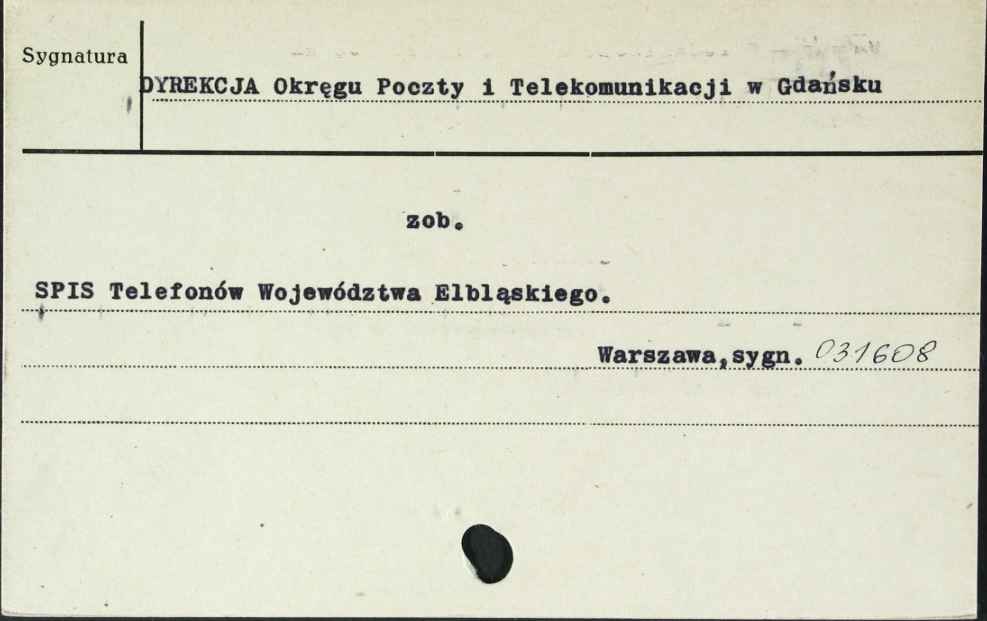 Sygnatura
DYREKCJA Okręgu Poczty i Telekomunikacji w Gdańsku
zob.
SPIS Telefonów Województwa Elbląskiego.
Warszawa,sygn. 031608